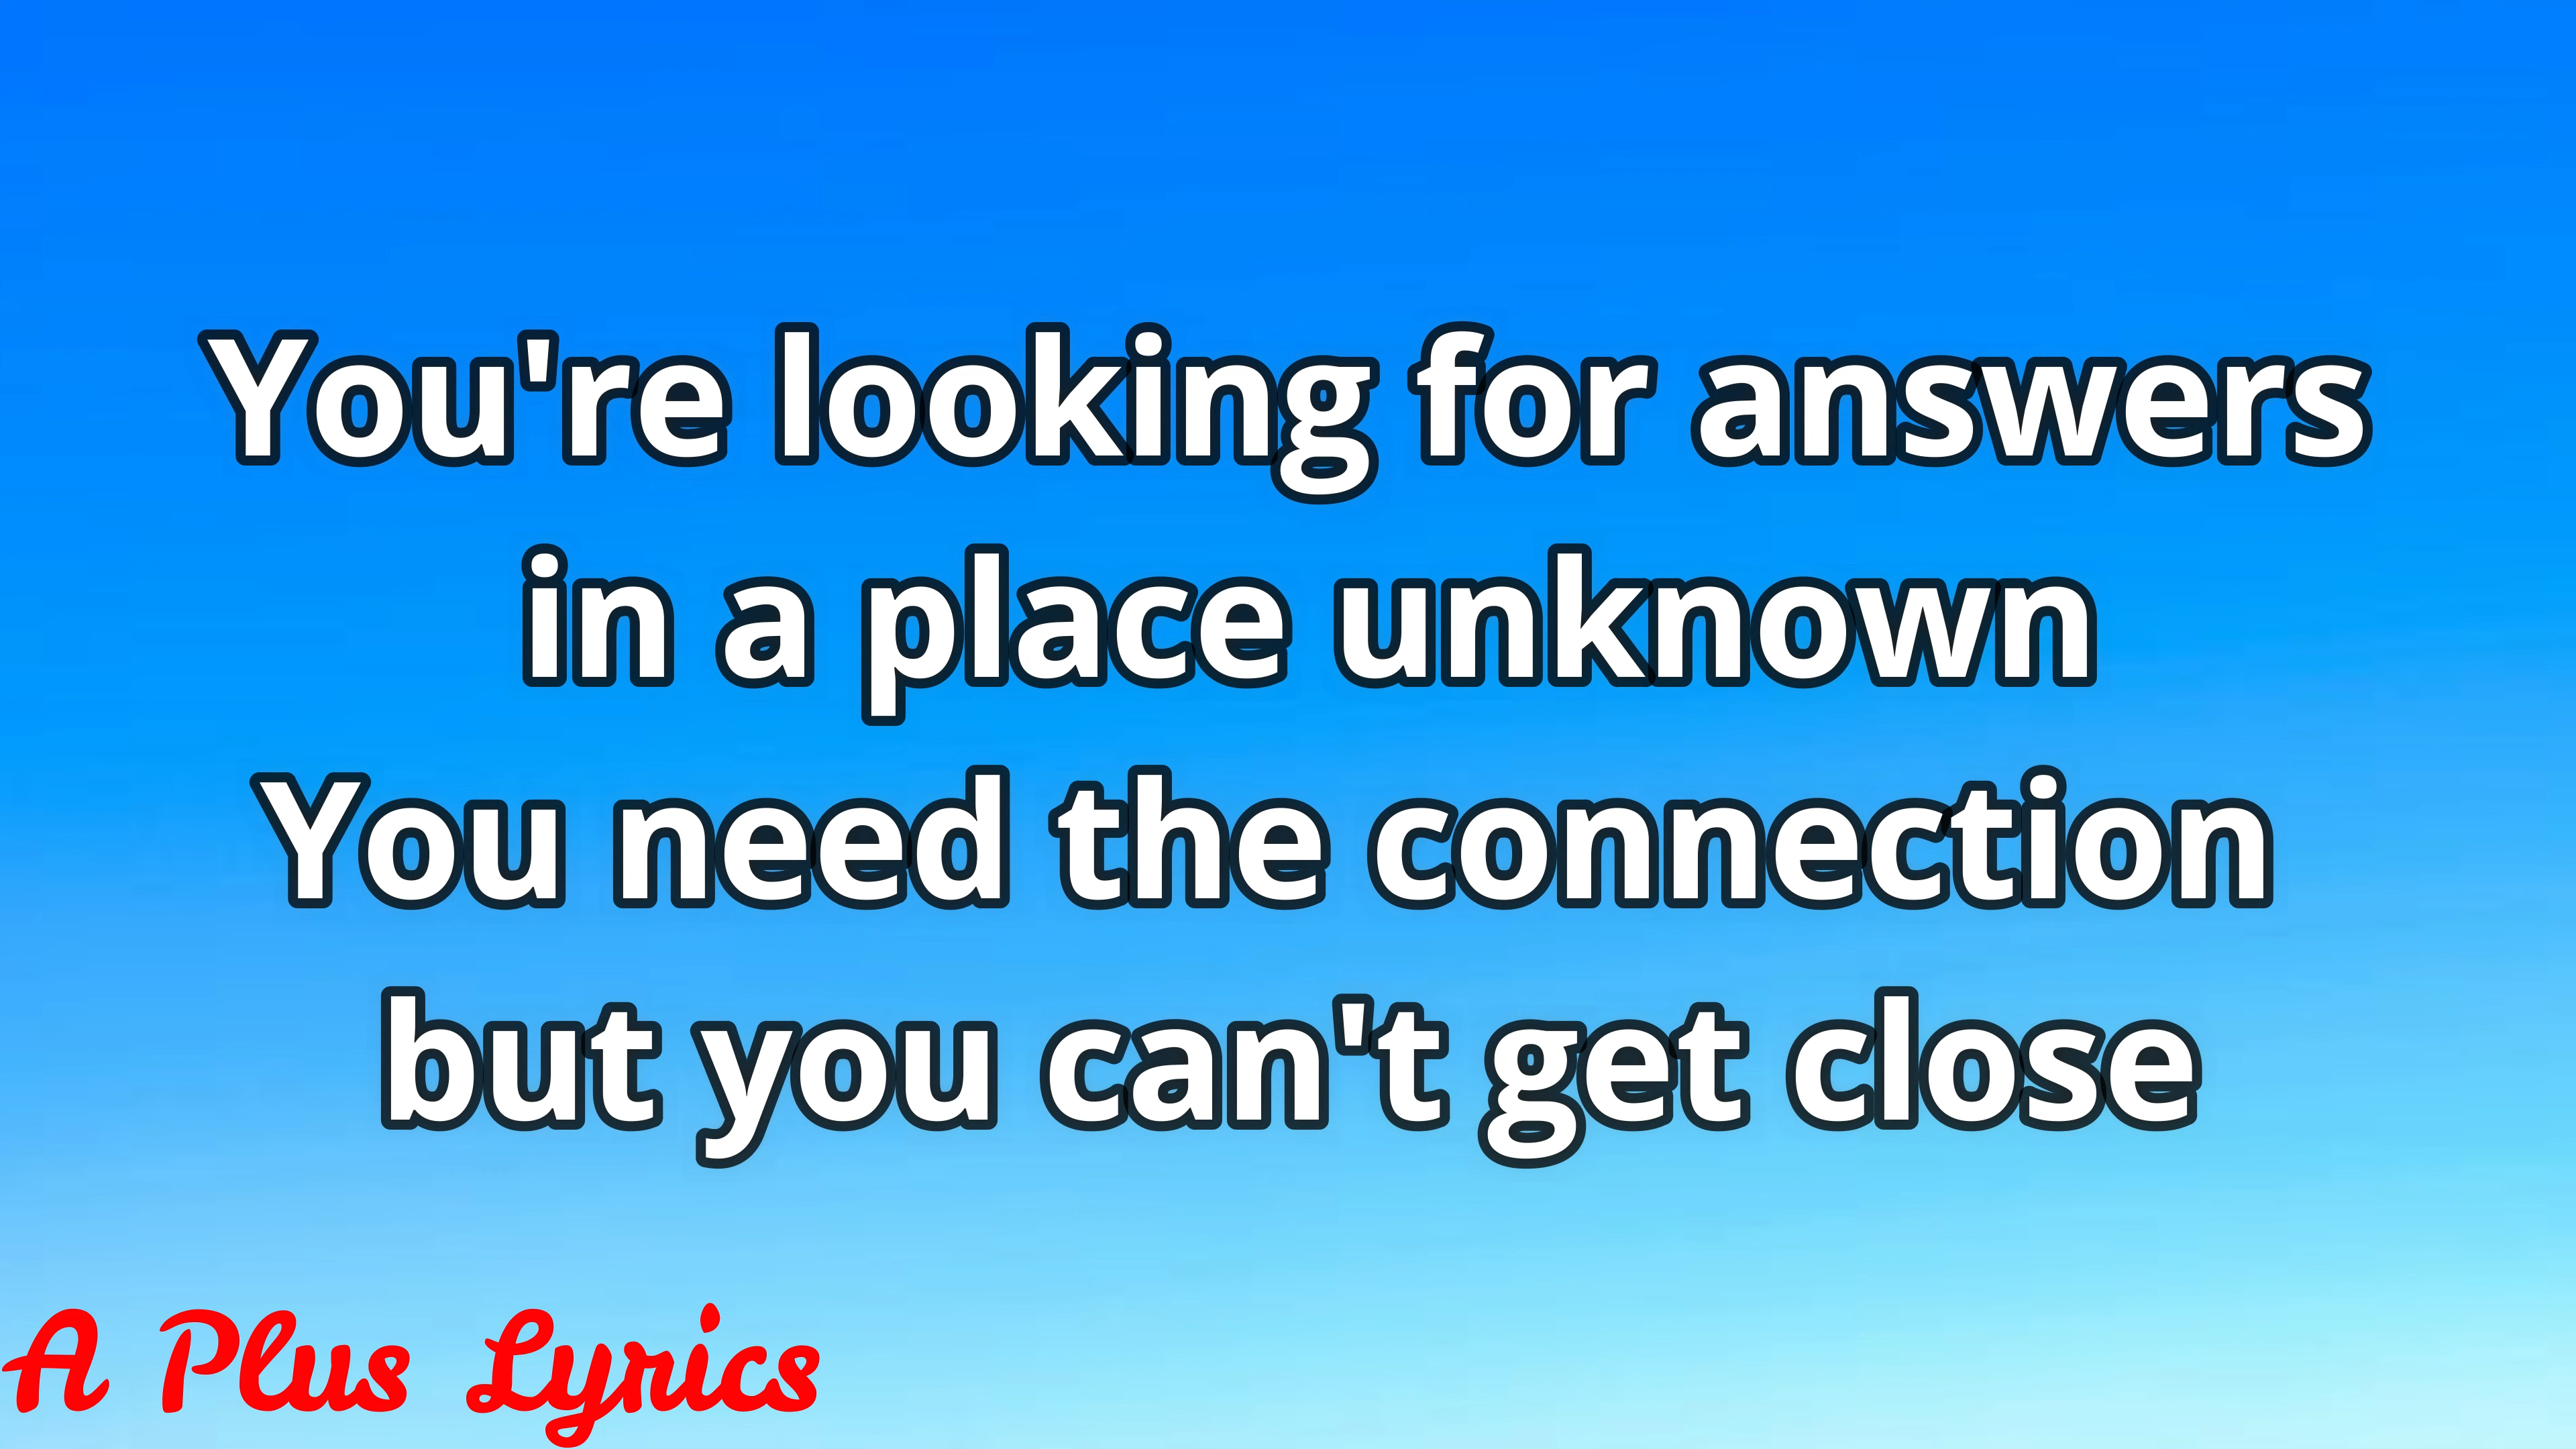 You're looking for answers
in a place unknown
You need the connection
but you can't get close
A Plus Lyrics